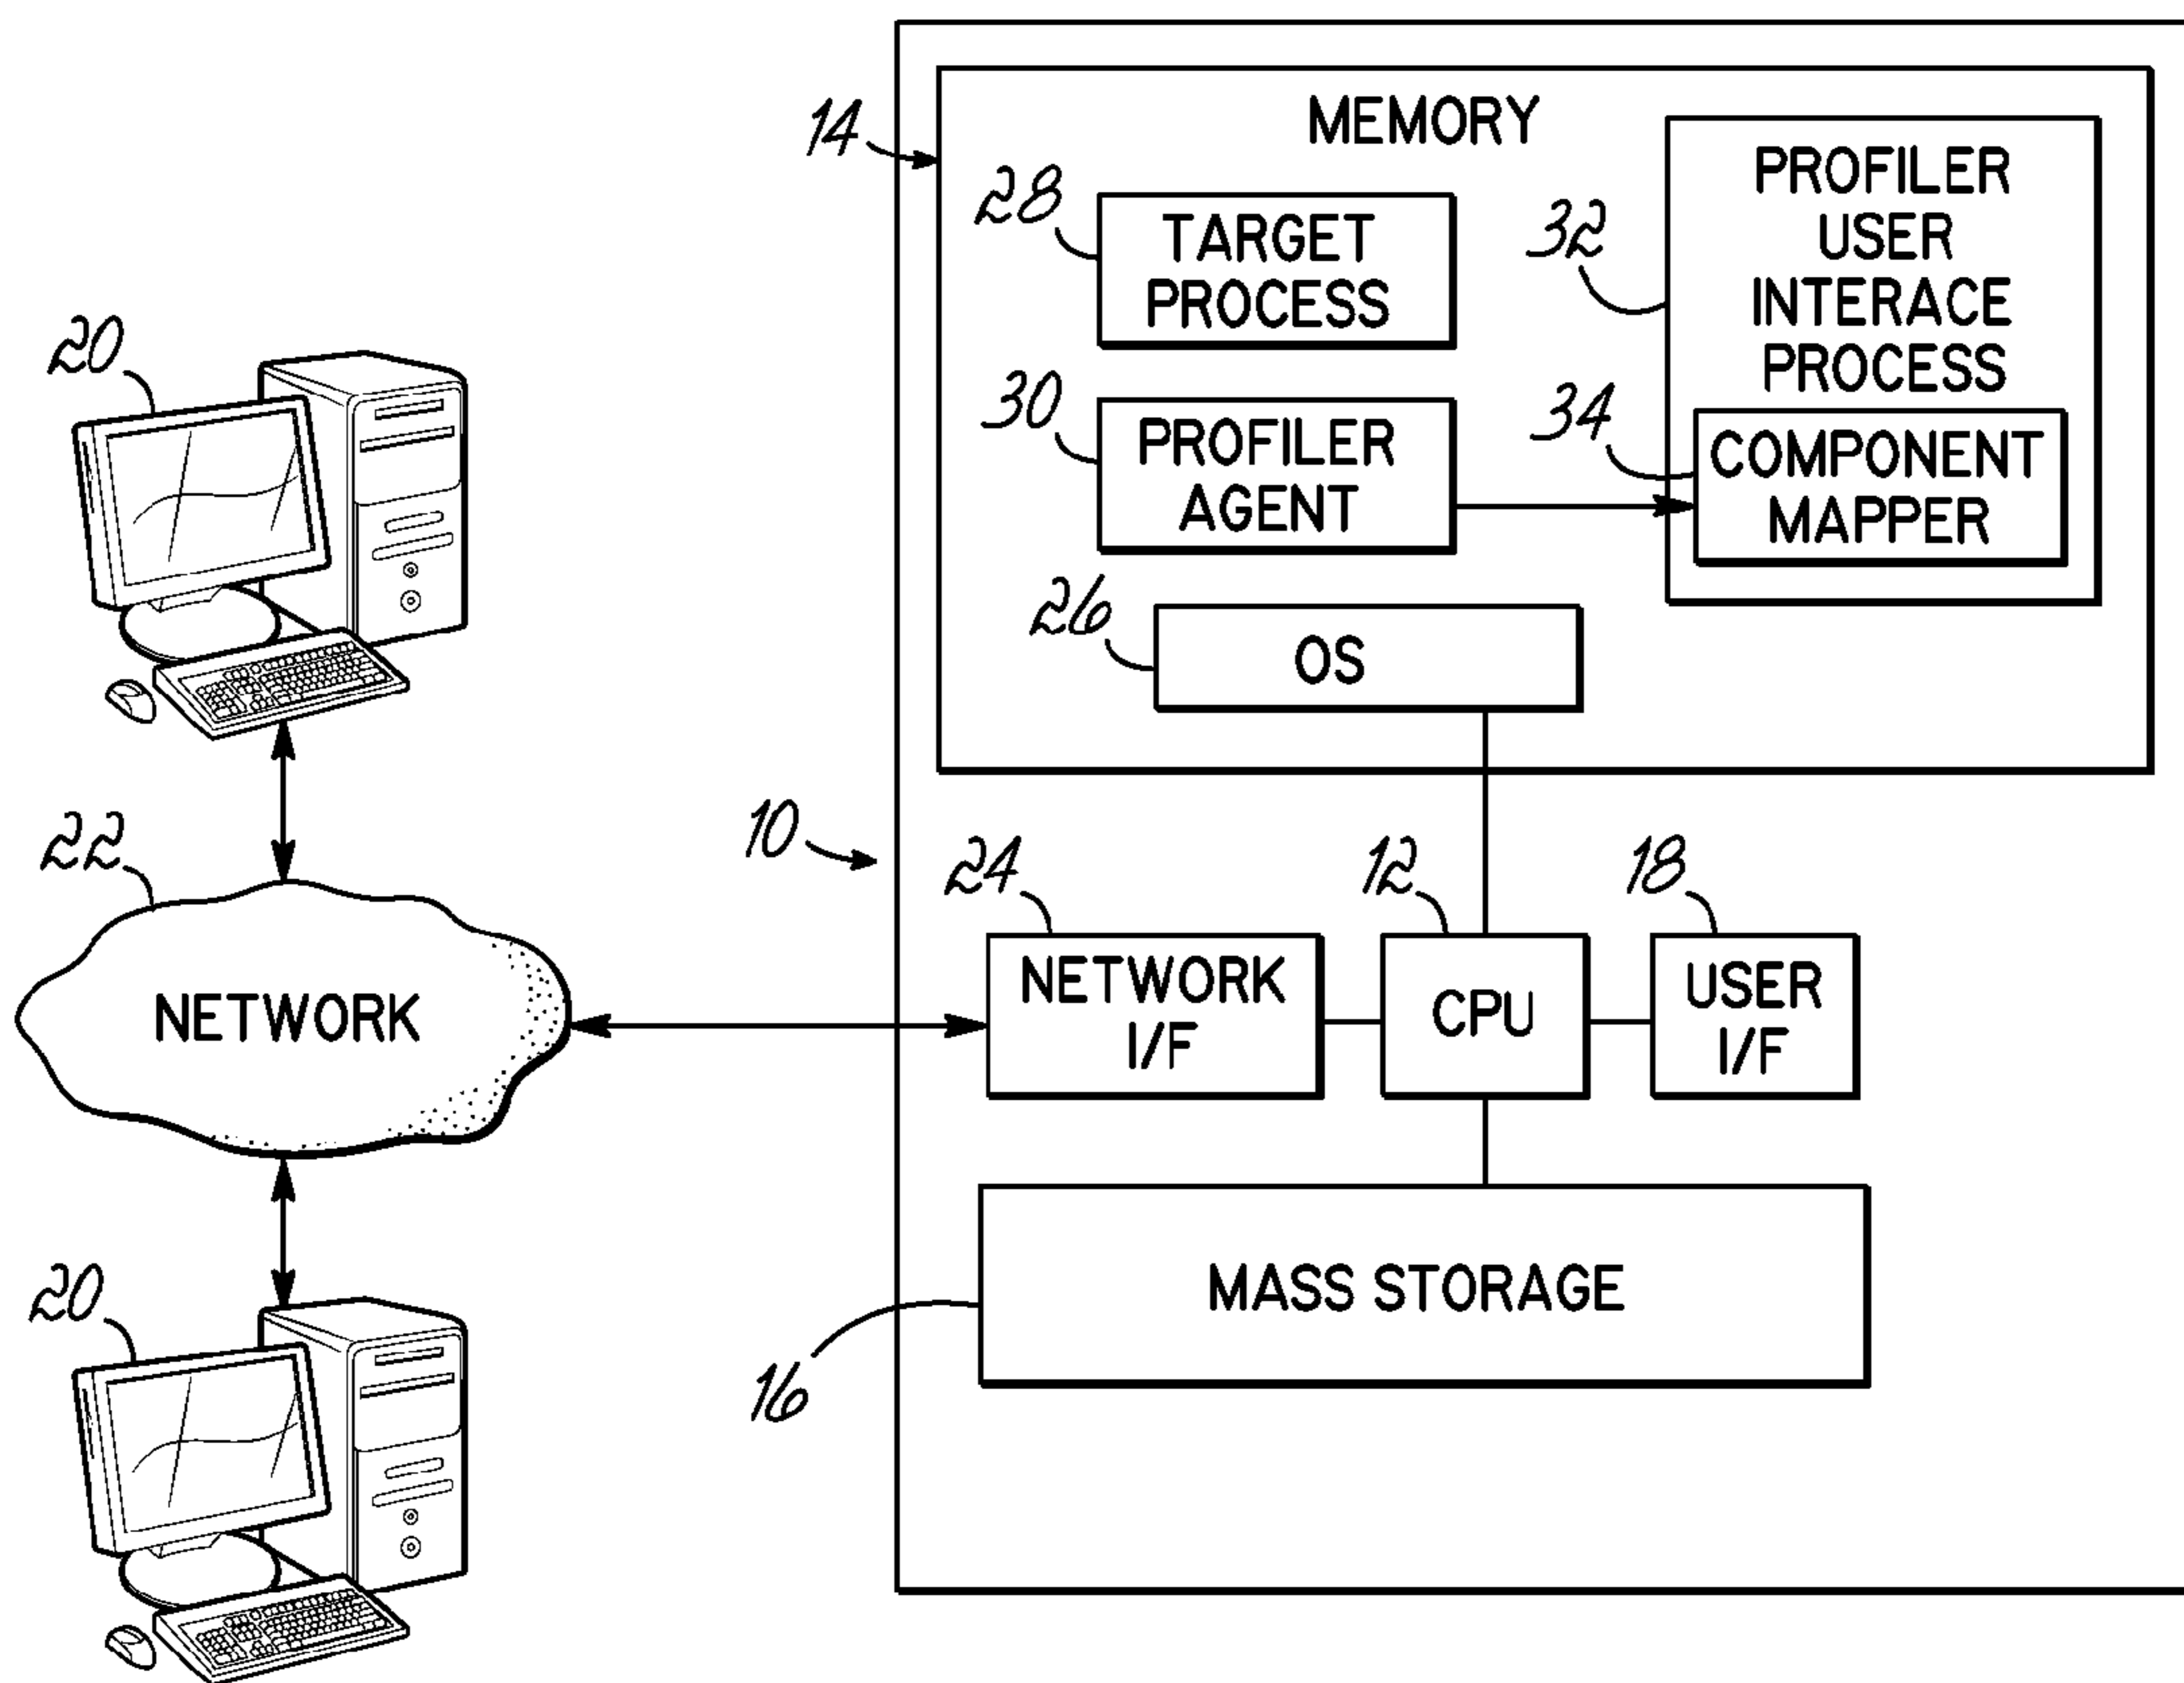 14
MEMORY
28
TARGET
PROCESS
32
PROFILER
USER
INTERACE
PROCESS
20
30
PROFILER
AGENT
34
COMPONENT
MAPPER
26
OS
22
NETWORK
10
24
NETWORK
I/F
12
CPU
18
USER
I/F
20
16
MASS STORAGE